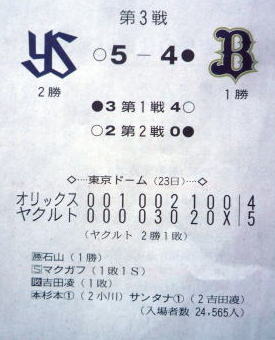 第3戦
YS ○5－4● B
2勝 1勝
●3 第1戦 4○
○2 第2戦 0●
◇…東京ドーム(23日)…◇
オリックス 001002100 4
ヤクルト 00003020X 5
(ヤクルト 2勝1敗)
勝石山(1勝)
Sマクガフ(1敗1S)
敗吉田凌(1敗)
本杉本①(2小川) サンタナ①(2吉田凌)
(入場者数 24,565人)